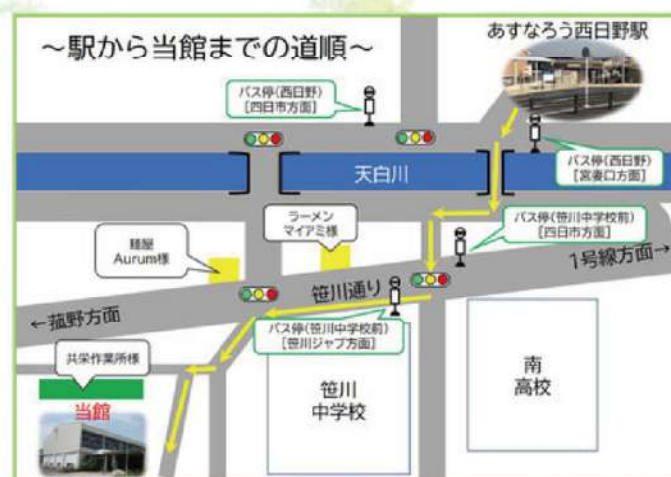 ～駅から当館までの道順～
あすなろう西日野駅
バス停(西日野)
[四日市方面]
バス停(西日野)
[宮妻口方面]
天白川
バス停(笹川中学校前)
[四日市方面]
ラーメン
マイアミ様
麺屋
Aurum様
1号線方面→
笹川通り
←菰野方面
バス停(笹川中学校前)
[笹川ジャブ方面]
共栄作業所様
当館
笹川
中学校
南
高校